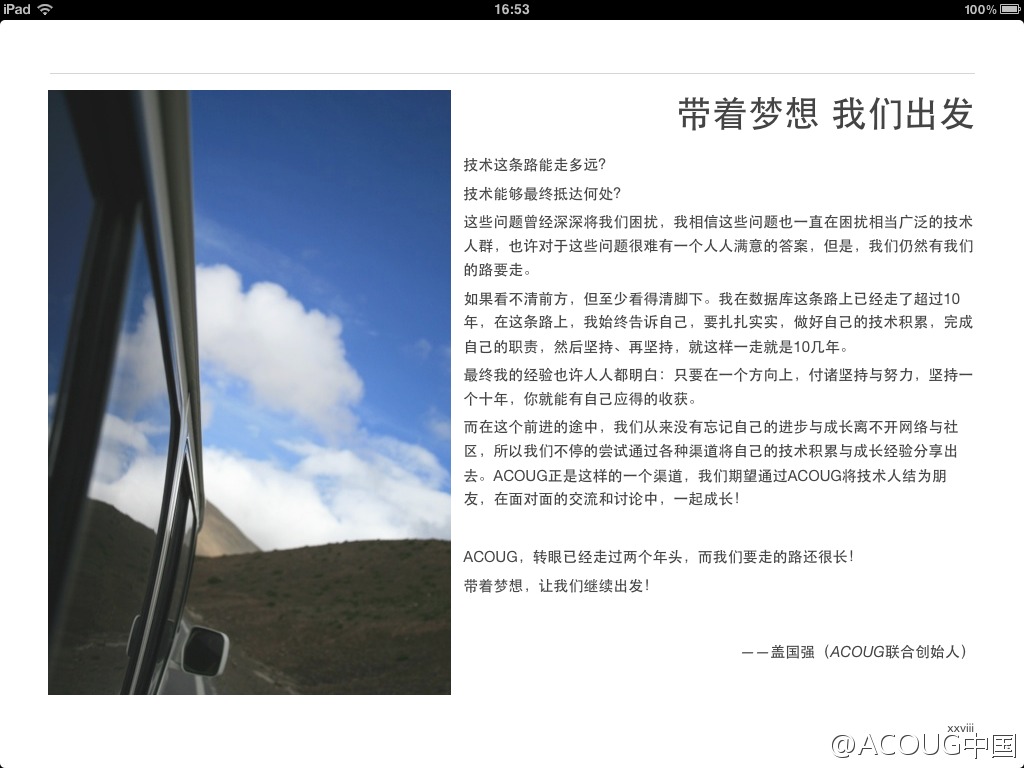 iPad
16:53
100%
带着梦想 我们出发
技术这条路能走多远？
技术能够最终抵达何处？
这些问题曾经深深将我们困扰，我相信这些问题也一直在困扰相当广泛的技术
人群，也许对于这些问题很难有一个人人满意的答案，但是，我们仍然有我们
的路要走。
如果看不清前方，但至少看得清脚下。我在数据库这条路上已经走了超过10
年，在这条路上，我始终告诉自己，要扎扎实实，做好自己的技术积累，完成
自己的职责，然后坚持、再坚持，就这样一走就是10几年。
最终我的经验也许人人都明白：只要在一个方向上，付诸坚持与努力，坚持一
个十年，你就能有自己应得的收获。
而在这个前进的途中，我们从来没有忘记自己的进步与成长离不开网络与社
区，所以我们不停的尝试通过各种渠道将自己的技术积累与成长经验分享出
去。ACOUG正是这样的一个渠道，我们期望通过ACOUG将技术人结为朋
友，在面对面的交流和讨论中，一起成长！
ACOUG，转眼已经走过两个年头，而我们要走的路还很长！
带着梦想，让我们继续出发！
——盖国强（ACOUG联合创始人）
xxviii
@ACOUG中国